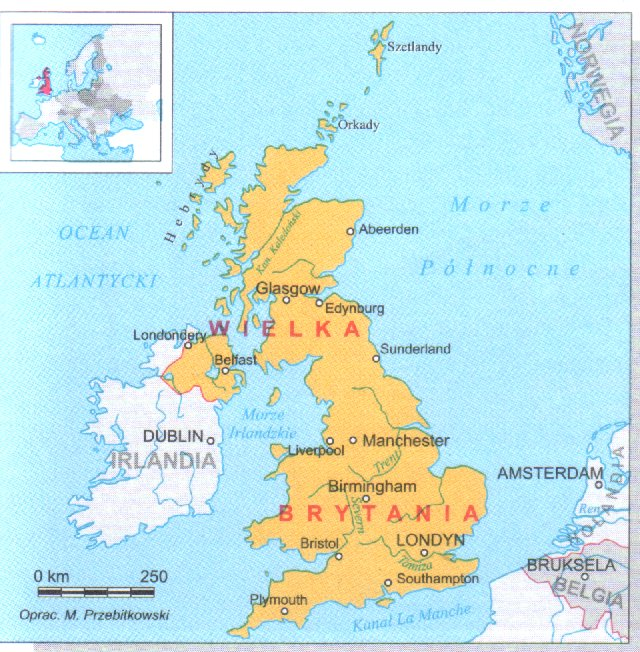 NORWEGIA
Szetlandy
Orkady
Hebrydy
Morze
Północne
OCEAN
ATLANTYCKI
Abeerden
Kan. Kaledoński
Glasgow
Edynburg
WIELKA
Londondery
Sunderland
Belfast
Morze
Irlandzkie
DUBLIN
IRLANDIA
Liverpool
Manchester
Trent
AMSTERDAM
Birmingham
Severn
BRYTANIA
Ren
HOLANDIA
LONDYN
Bristol
Tamiza
BRUKSELA
BELGIA
0 km 250
Southampton
Plymouth
Oprac. M. Przebitkowski
Kanał La Manche